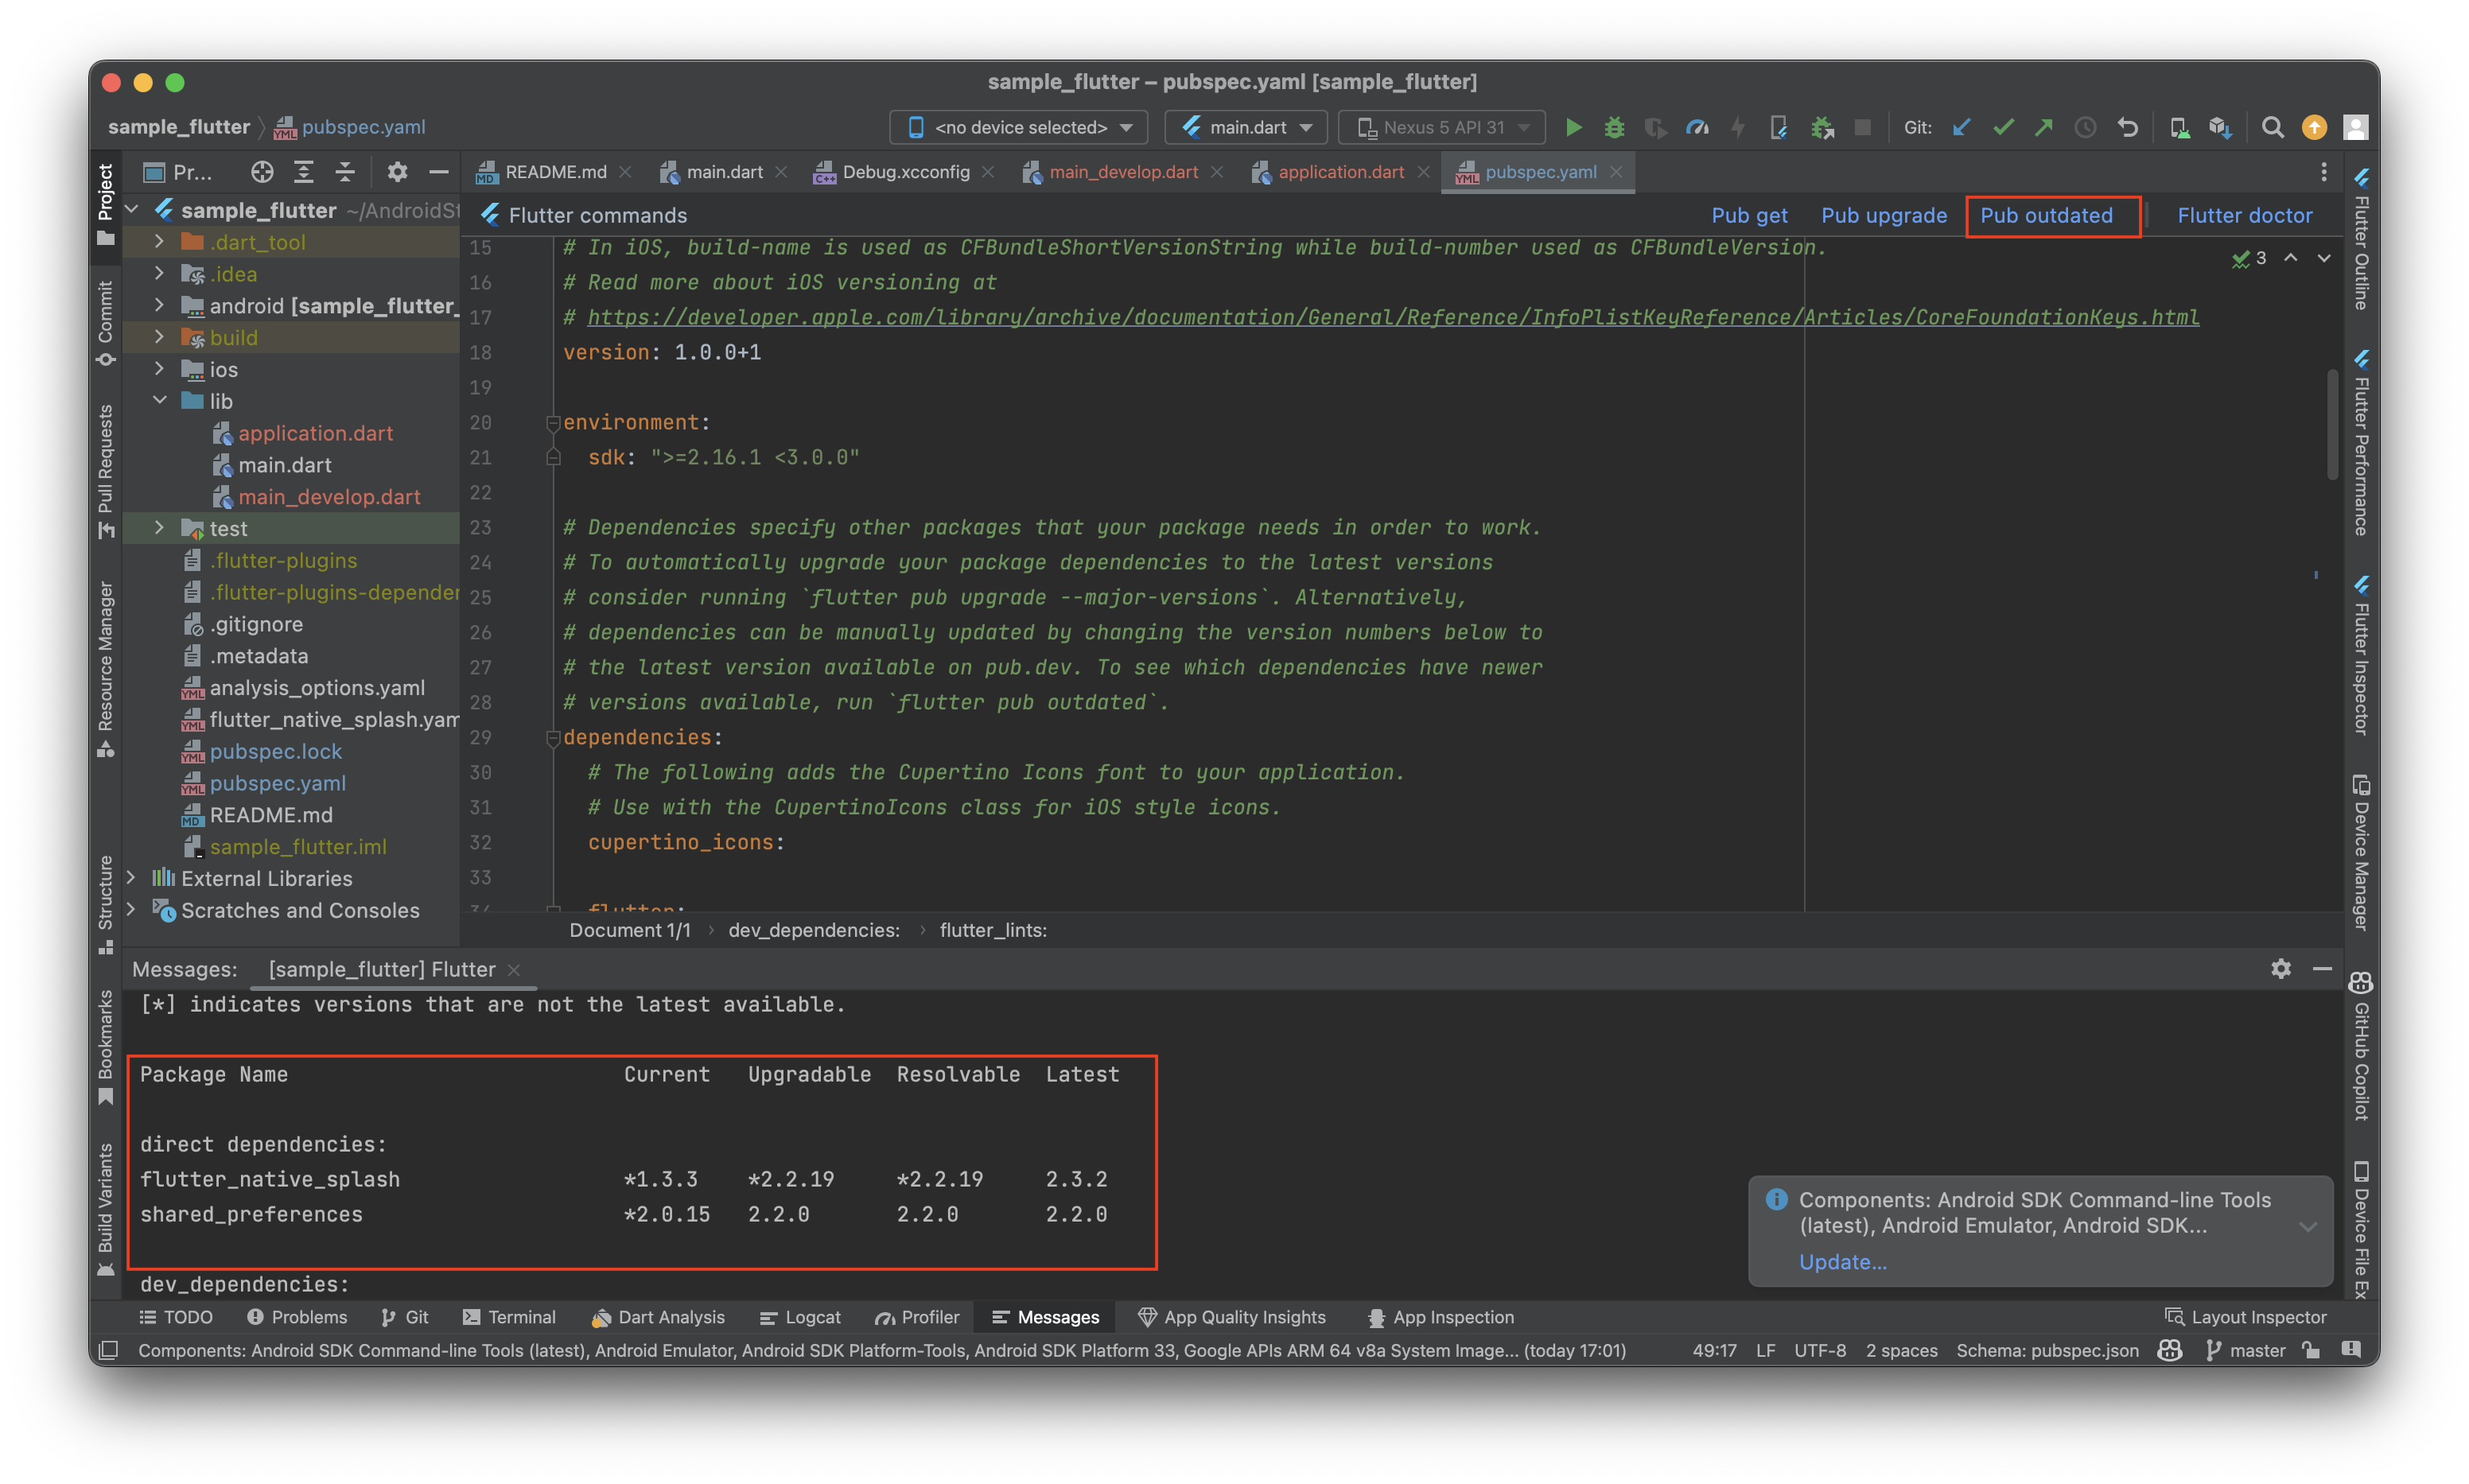 sample_flutter – pubspec.yaml [sample_flutter]
sample_flutter pubspec.yaml
<no device selected> main.dart Nexus 5 API 31 Git:
Project
Commit
Pull Requests
Resource Manager
Structure
Bookmarks
Build Variants
Pr...
sample_flutter ~/AndroidSt
.dart_tool
.idea
android [sample_flutter_
build
ios
lib
application.dart
main.dart
main_develop.dart
test
.flutter-plugins
.flutter-plugins-depender
.gitignore
.metadata
analysis_options.yaml
flutter_native_splash.yam
pubspec.lock
pubspec.yaml
README.md
sample_flutter.iml
External Libraries
Scratches and Consoles
README.md main.dart Debug.xcconfig main_develop.dart application.dart pubspec.yaml
Flutter commands Pub get Pub upgrade Pub outdated Flutter doctor
3
15 # In iOS, build-name is used as CFBundleShortVersionString while build-number used as CFBundleVersion.
16 # Read more about iOS versioning at
17 # https://developer.apple.com/library/archive/documentation/General/Reference/InfoPlistKeyReference/Articles/CoreFoundationKeys.html
18 version: 1.0.0+1
19
20 environment:
21 sdk: ">=2.16.1 <3.0.0"
22
23 # Dependencies specify other packages that your package needs in order to work.
24 # To automatically upgrade your package dependencies to the latest versions
25 # consider running `flutter pub upgrade --major-versions`. Alternatively,
26 # dependencies can be manually updated by changing the version numbers below to
27 # the latest version available on pub.dev. To see which dependencies have newer
28 # versions available, run `flutter pub outdated`.
29 dependencies:
30 # The following adds the Cupertino Icons font to your application.
31 # Use with the CupertinoIcons class for iOS style icons.
32 cupertino_icons:
33
34 flutter:
Document 1/1 › dev_dependencies: › flutter_lints:
Flutter Outline
Flutter Performance
Flutter Inspector
Device Manager
GitHub Copilot
Device File Ex
Messages: [sample_flutter] Flutter
[*] indicates versions that are not the latest available.
Package Name Current Upgradable Resolvable Latest
direct dependencies:
flutter_native_splash *1.3.3 *2.2.19 *2.2.19 2.3.2
shared_preferences *2.0.15 2.2.0 2.2.0 2.2.0
dev_dependencies:
Components: Android SDK Command-line Tools
(latest), Android Emulator, Android SDK...
Update...
TODO Problems Git Terminal Dart Analysis Logcat Profiler Messages App Quality Insights App Inspection Layout Inspector
Components: Android SDK Command-line Tools (latest), Android Emulator, Android SDK Platform-Tools, Android SDK Platform 33, Google APIs ARM 64 v8a System Image... (today 17:01) 49:17 LF UTF-8 2 spaces Schema: pubspec.json master